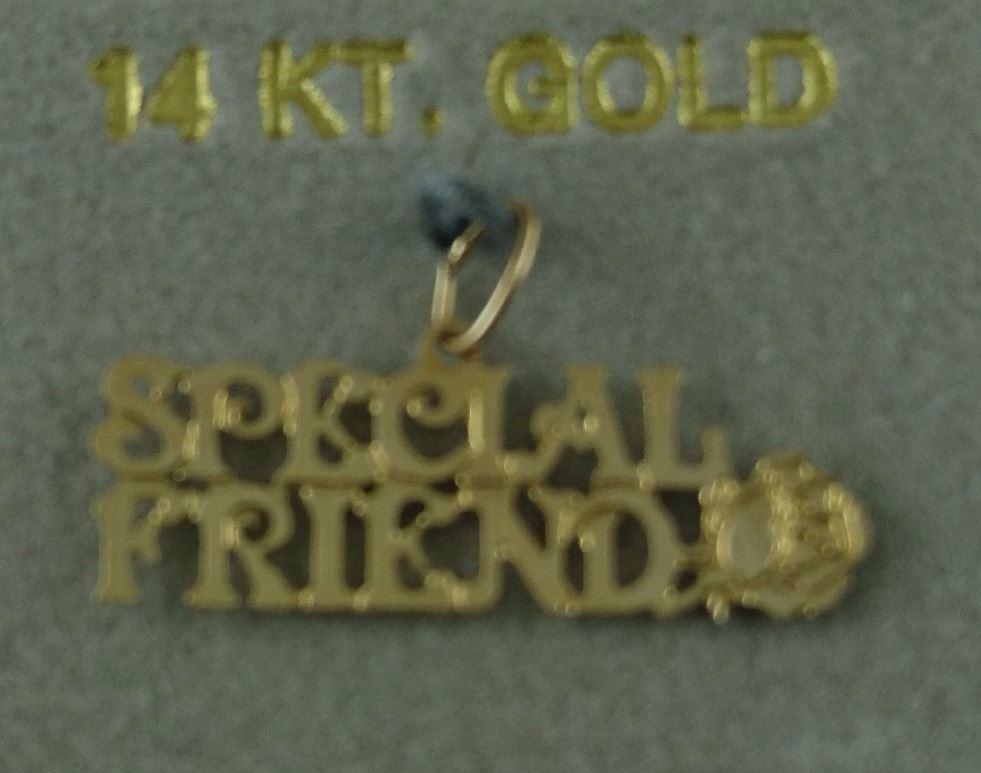 14 KT. GOLD
SPECIAL
FRIEND